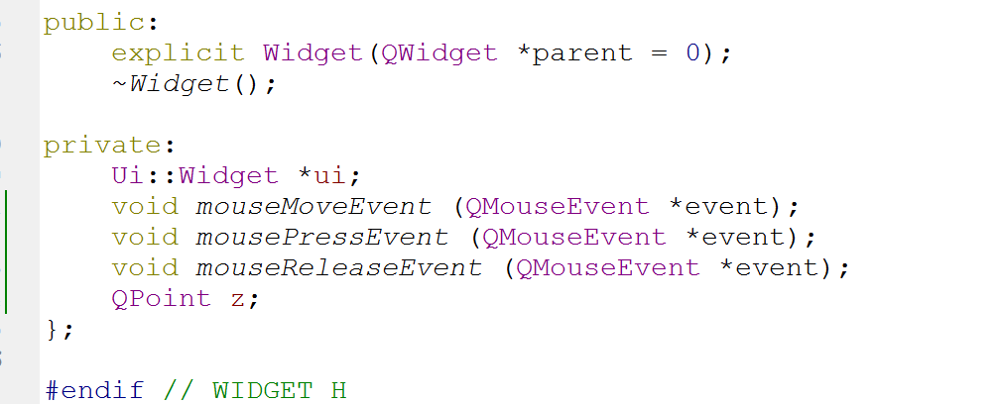 public:
    explicit Widget(QWidget *parent = 0);
    ~Widget();
private:
    Ui::Widget *ui;
    void mouseMoveEvent (QMouseEvent *event);
    void mousePressEvent (QMouseEvent *event);
    void mouseReleaseEvent (QMouseEvent *event);
    QPoint z;
};
#endif // WIDGET H